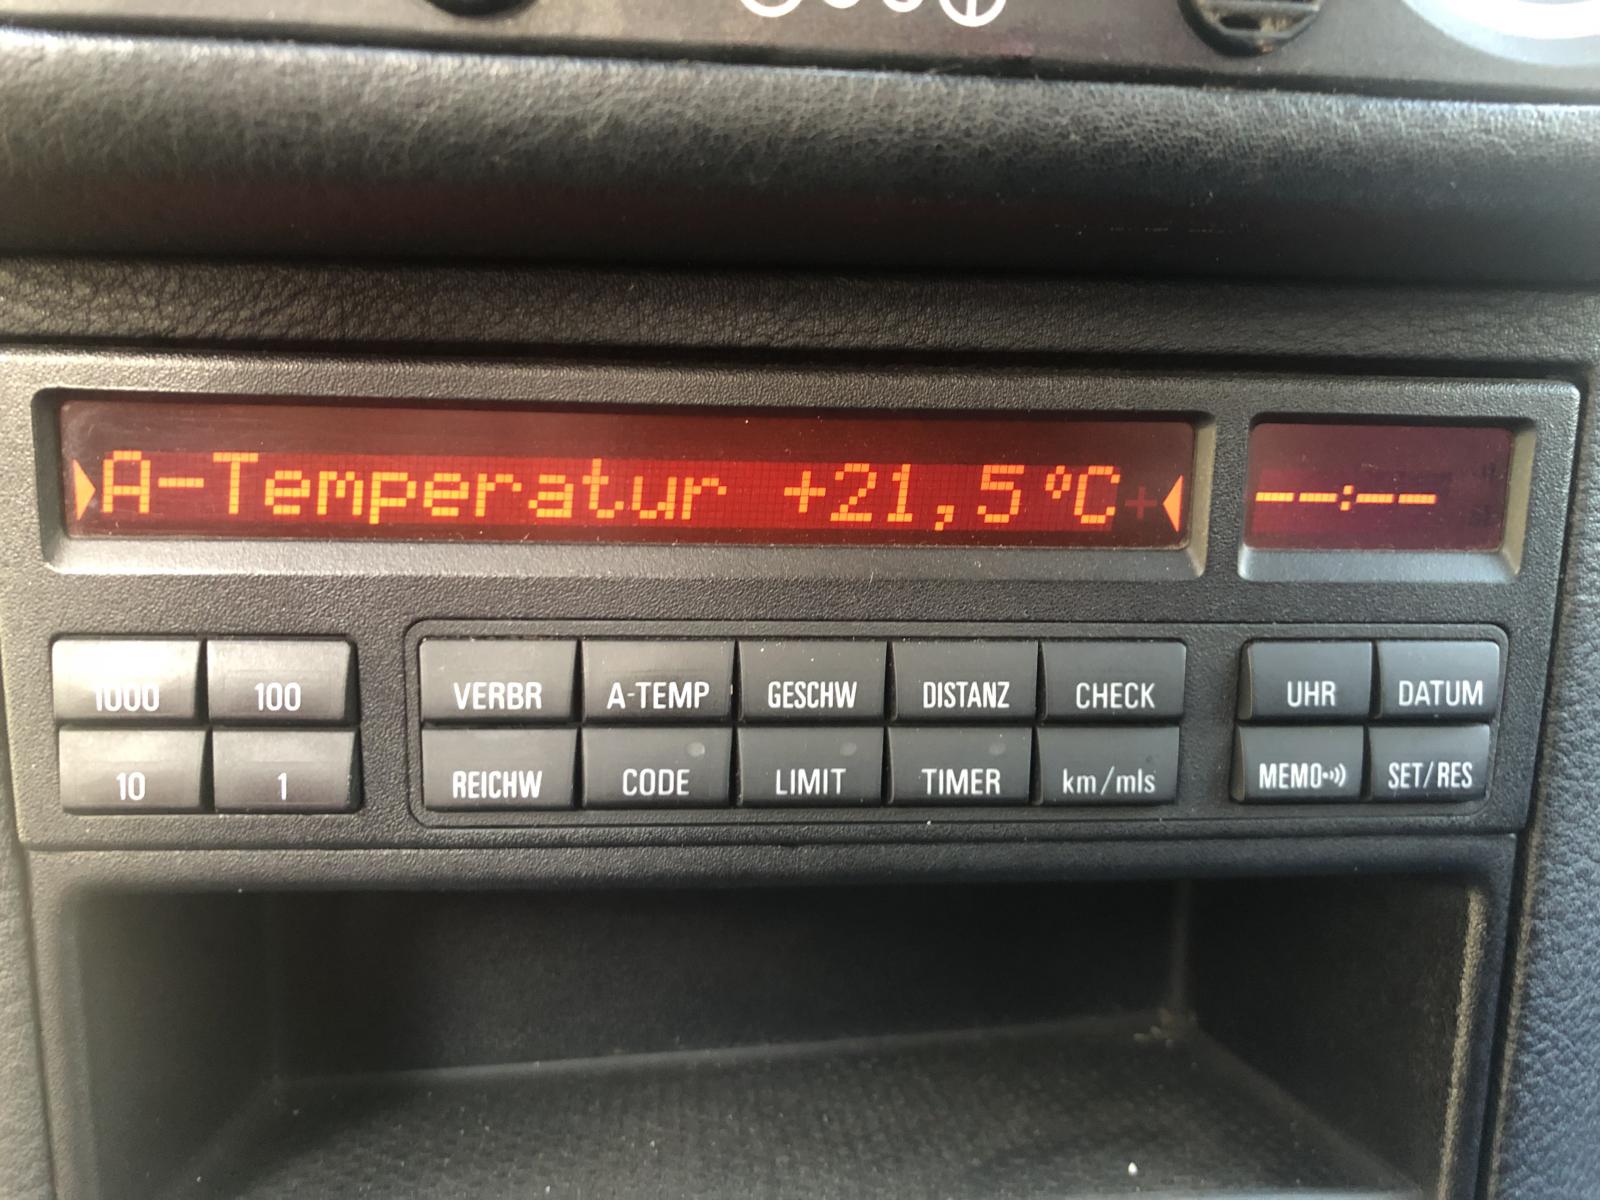 A-Temperatur +21,5°C+
--:--
1000 100 VERBR A-TEMP GESCHW DISTANZ CHECK UHR DATUM
10 1 REICHW CODE LIMIT TIMER km/mls MEMO SET/RES